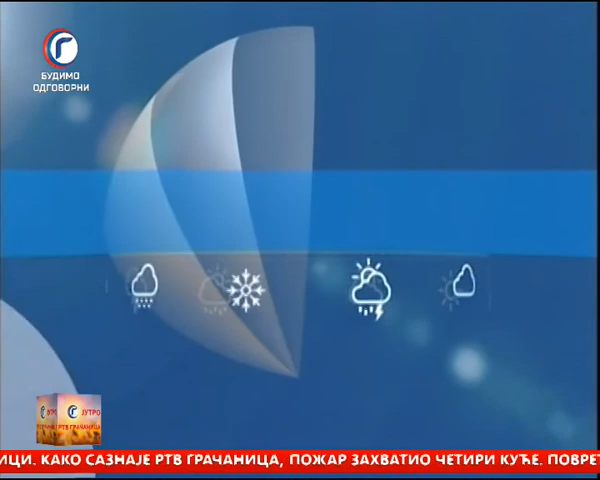 БУДИМО
ОДГОВОРНИ
ЈУТРО
РТВ ГРАЧАНИЦА
ИЦИ. КАКО САЗНАЈЕ РТВ ГРАЧАНИЦА, ПОЖАР ЗАХВАТИО ЧЕТИРИ КУЋЕ. ПОВРЕ